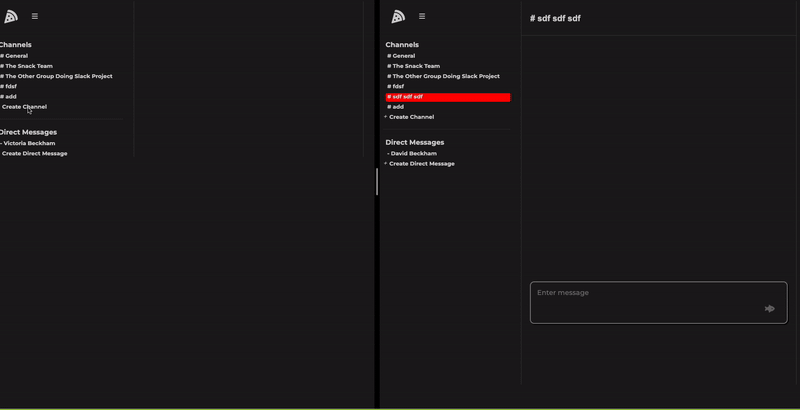 Channels
# General
# The Snack Team
# The Other Group Doing Slack Project
# fdsf
# add
Create Channel
Direct Messages
- Victoria Beckham
Create Direct Message
Channels
# General
# The Snack Team
# The Other Group Doing Slack Project
# fdsf
# sdf sdf sdf
# add
+ Create Channel
Direct Messages
- David Beckham
+ Create Direct Message
# sdf sdf sdf
Enter message